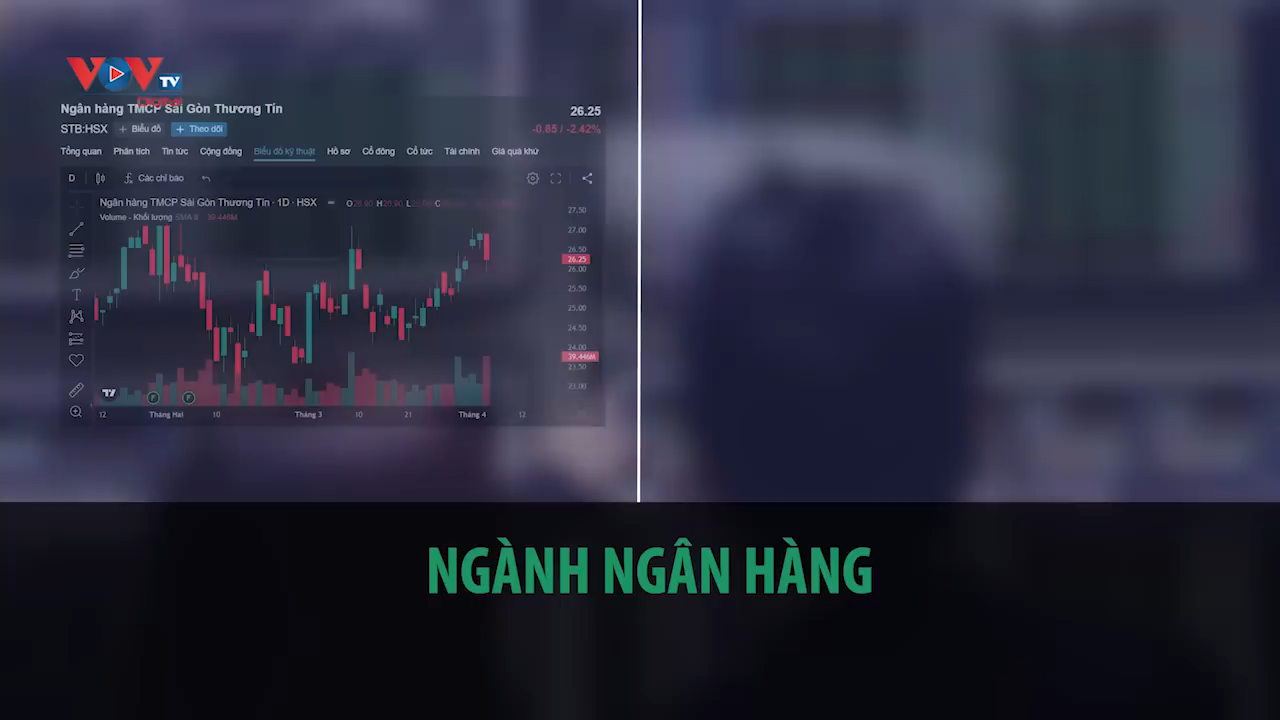 VOV TV
Digital
Ngân hàng TMCP Sài Gòn Thương Tín
26.25
STB:HSX
+ Biểu đồ
+ Theo dõi
-0.65 / -2.42%
Tổng quan Phân tích Tin tức Cộng đồng Biểu đồ kỹ thuật Hồ sơ Cổ đông Cổ tức Tài chính Giá quá khứ
D Các chỉ báo
Ngân hàng TMCP Sài Gòn Thương Tín · 1D · HSX
Volume - Khối lượng SMA 9 39.446M
27.50
27.00
26.50
26.25
26.00
25.50
25.00
24.50
24.00
39.446M
23.50
23.00
12 Tháng Hai 10 Tháng 3 10 21 Tháng 4 12
NGÀNH NGÂN HÀNG